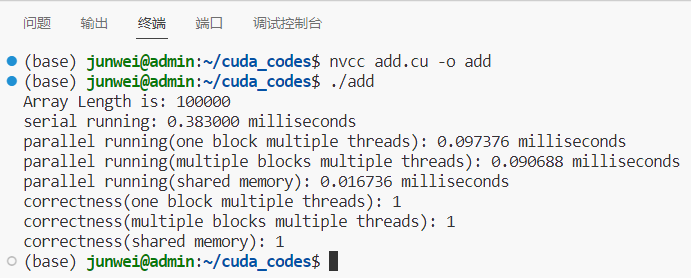 问题 输出 终端 端口 调试控制台
(base) junwei@admin:~/cuda_codes$ nvcc add.cu -o add
(base) junwei@admin:~/cuda_codes$ ./add
Array Length is: 100000
serial running: 0.383000 milliseconds
parallel running(one block multiple threads): 0.097376 milliseconds
parallel running(multiple blocks multiple threads): 0.090688 milliseconds
parallel running(shared memory): 0.016736 milliseconds
correctness(one block multiple threads): 1
correctness(multiple blocks multiple threads): 1
correctness(shared memory): 1
(base) junwei@admin:~/cuda_codes$